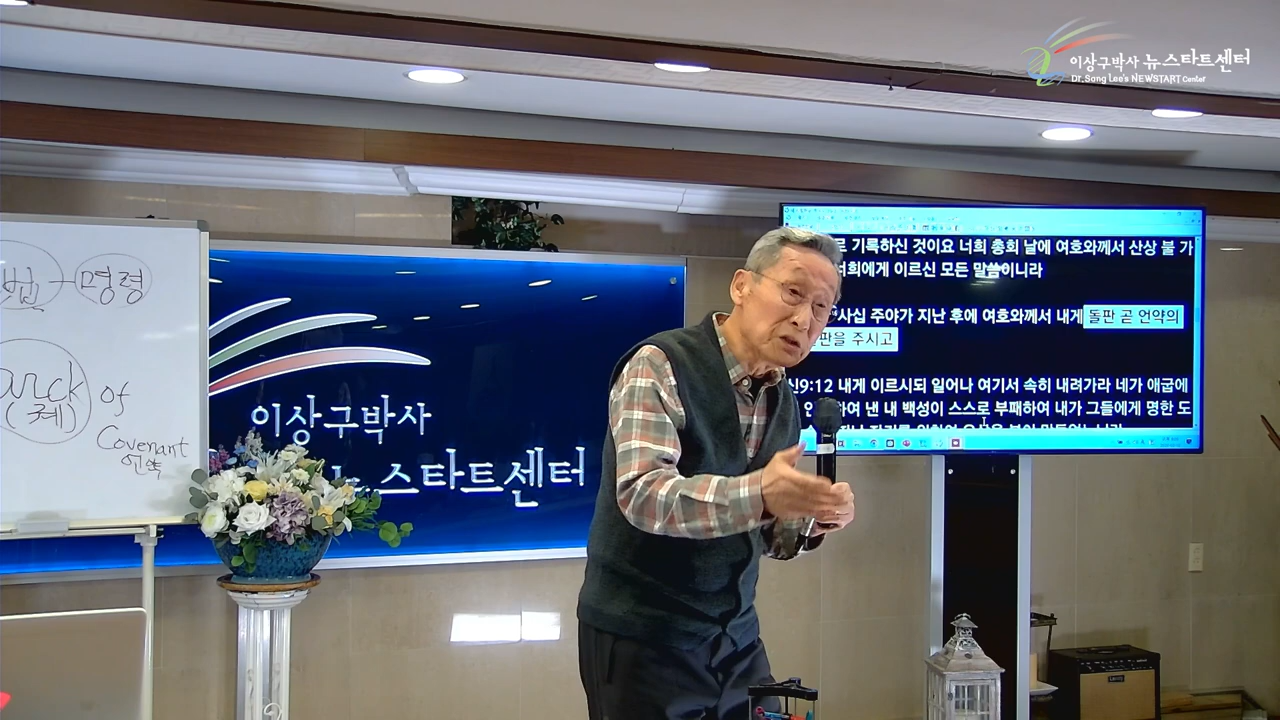 이상구박사 뉴스타트센터
Dr. Sang Lee's NEWSTART Center
법 명령
(궤) of
Covenant
언약
이상구박사
뉴스타트센터
로 기록하신 것이요 너희 총회 날에 여호와께서 산상 불 가
너희에게 이르신 모든 말씀이니라
사십 주야가 지난 후에 여호와께서 내게 돌판 곧 언약의
돌판을 주시고
신9:12 내게 이르시되 일어나 여기서 속히 내려가라 네가 애굽에
하여 낸 내 백성이 스스로 부패하여 내가 그들에게 명한 도